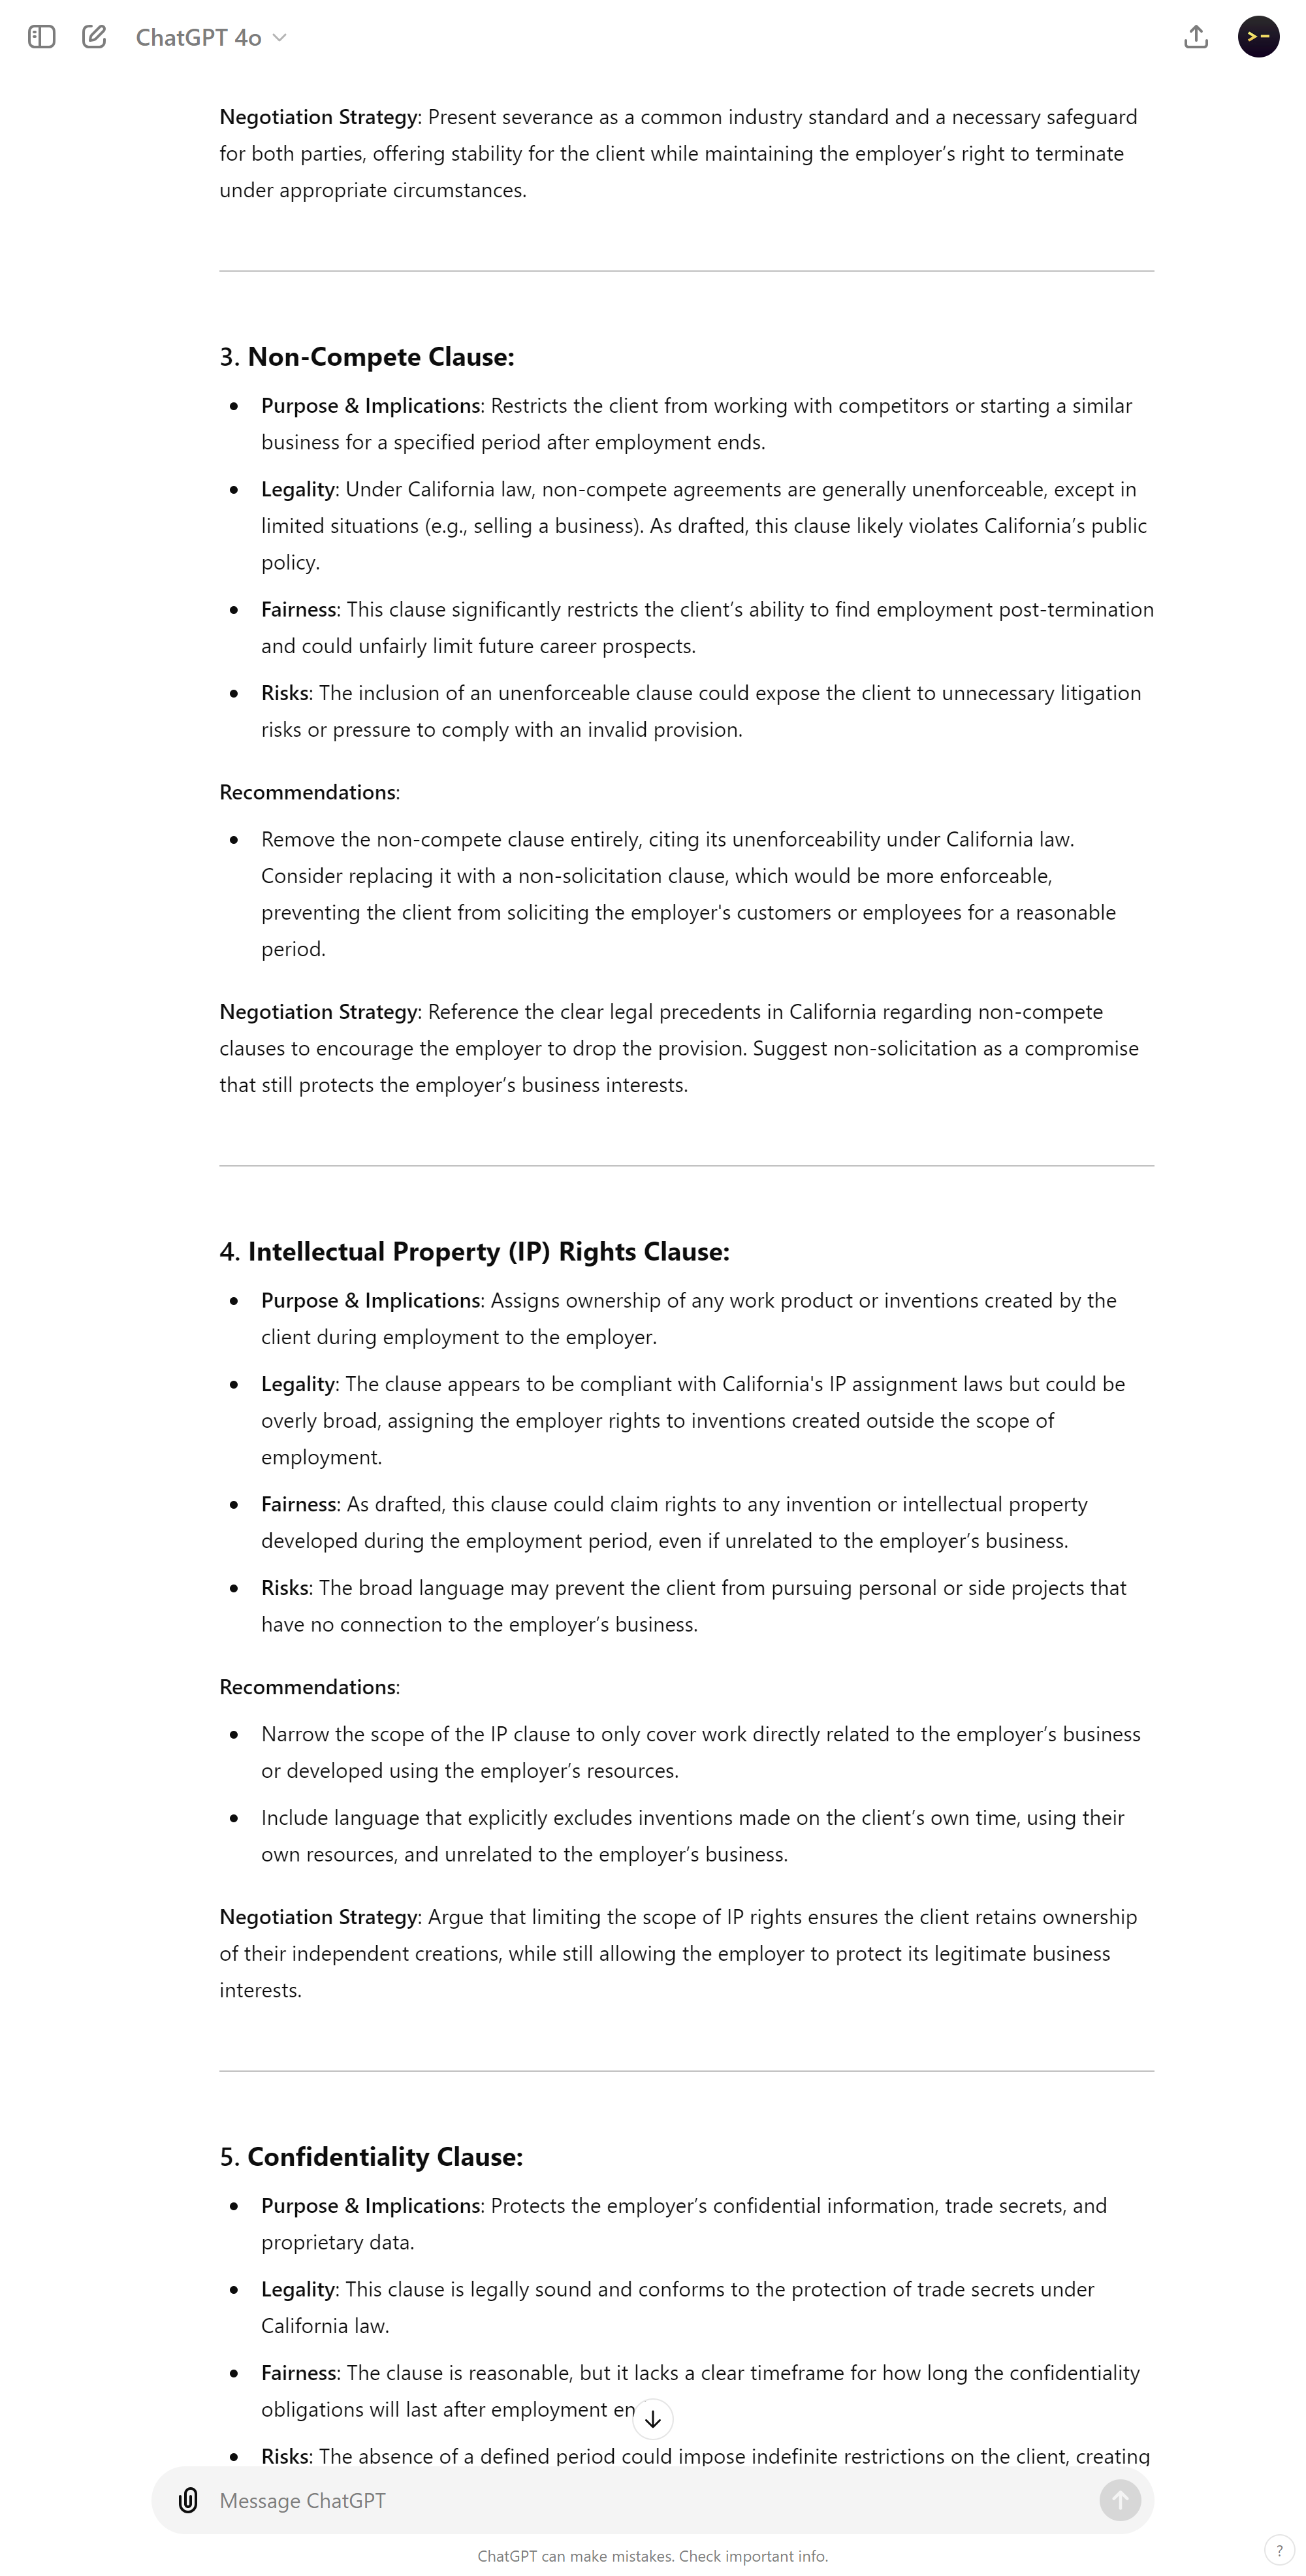 ChatGPT 4o
>-
Negotiation Strategy: Present severance as a common industry standard and a necessary safeguard
for both parties, offering stability for the client while maintaining the employer’s right to terminate
under appropriate circumstances.
3. Non-Compete Clause:
• Purpose & Implications: Restricts the client from working with competitors or starting a similar
business for a specified period after employment ends.
• Legality: Under California law, non-compete agreements are generally unenforceable, except in
limited situations (e.g., selling a business). As drafted, this clause likely violates California’s public
policy.
• Fairness: This clause significantly restricts the client’s ability to find employment post-termination
and could unfairly limit future career prospects.
• Risks: The inclusion of an unenforceable clause could expose the client to unnecessary litigation
risks or pressure to comply with an invalid provision.
Recommendations:
• Remove the non-compete clause entirely, citing its unenforceability under California law.
Consider replacing it with a non-solicitation clause, which would be more enforceable,
preventing the client from soliciting the employer's customers or employees for a reasonable
period.
Negotiation Strategy: Reference the clear legal precedents in California regarding non-compete
clauses to encourage the employer to drop the provision. Suggest non-solicitation as a compromise
that still protects the employer’s business interests.
4. Intellectual Property (IP) Rights Clause:
• Purpose & Implications: Assigns ownership of any work product or inventions created by the
client during employment to the employer.
• Legality: The clause appears to be compliant with California's IP assignment laws but could be
overly broad, assigning the employer rights to inventions created outside the scope of
employment.
• Fairness: As drafted, this clause could claim rights to any invention or intellectual property
developed during the employment period, even if unrelated to the employer’s business.
• Risks: The broad language may prevent the client from pursuing personal or side projects that
have no connection to the employer’s business.
Recommendations:
• Narrow the scope of the IP clause to only cover work directly related to the employer’s business
or developed using the employer’s resources.
• Include language that explicitly excludes inventions made on the client’s own time, using their
own resources, and unrelated to the employer’s business.
Negotiation Strategy: Argue that limiting the scope of IP rights ensures the client retains ownership
of their independent creations, while still allowing the employer to protect its legitimate business
interests.
5. Confidentiality Clause:
• Purpose & Implications: Protects the employer’s confidential information, trade secrets, and
proprietary data.
• Legality: This clause is legally sound and conforms to the protection of trade secrets under
California law.
• Fairness: The clause is reasonable, but it lacks a clear timeframe for how long the confidentiality
obligations will last after employment en
• Risks: The absence of a defined period could impose indefinite restrictions on the client, creating
Message ChatGPT
ChatGPT can make mistakes. Check important info.
?